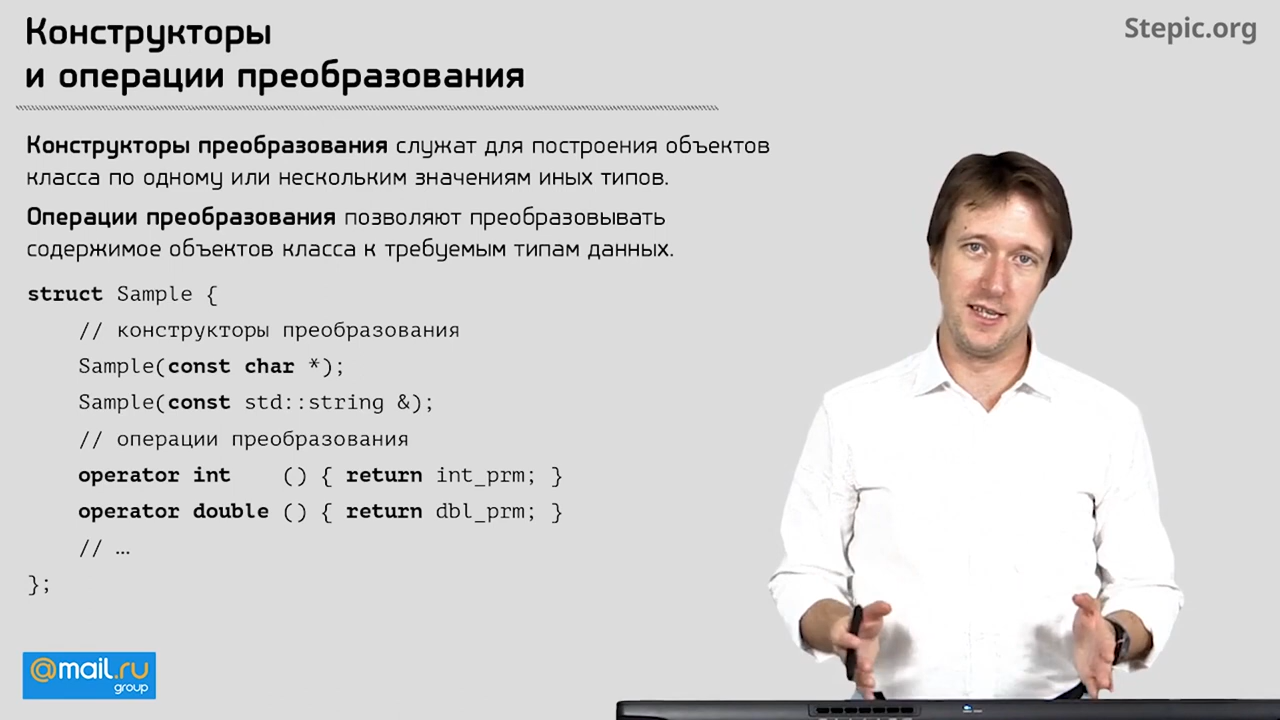 Конструкторы
и операции преобразования
Stepic.org
Конструкторы преобразования служат для построения объектов
класса по одному или нескольким значениям иных типов.
Операции преобразования позволяют преобразовывать
содержимое объектов класса к требуемым типам данных.
struct Sample {
// конструкторы преобразования
Sample(const char *);
Sample(const std::string &);
// операции преобразования
operator int () { return int_prm; }
operator double () { return dbl_prm; }
// …
};
@mail.ru
group